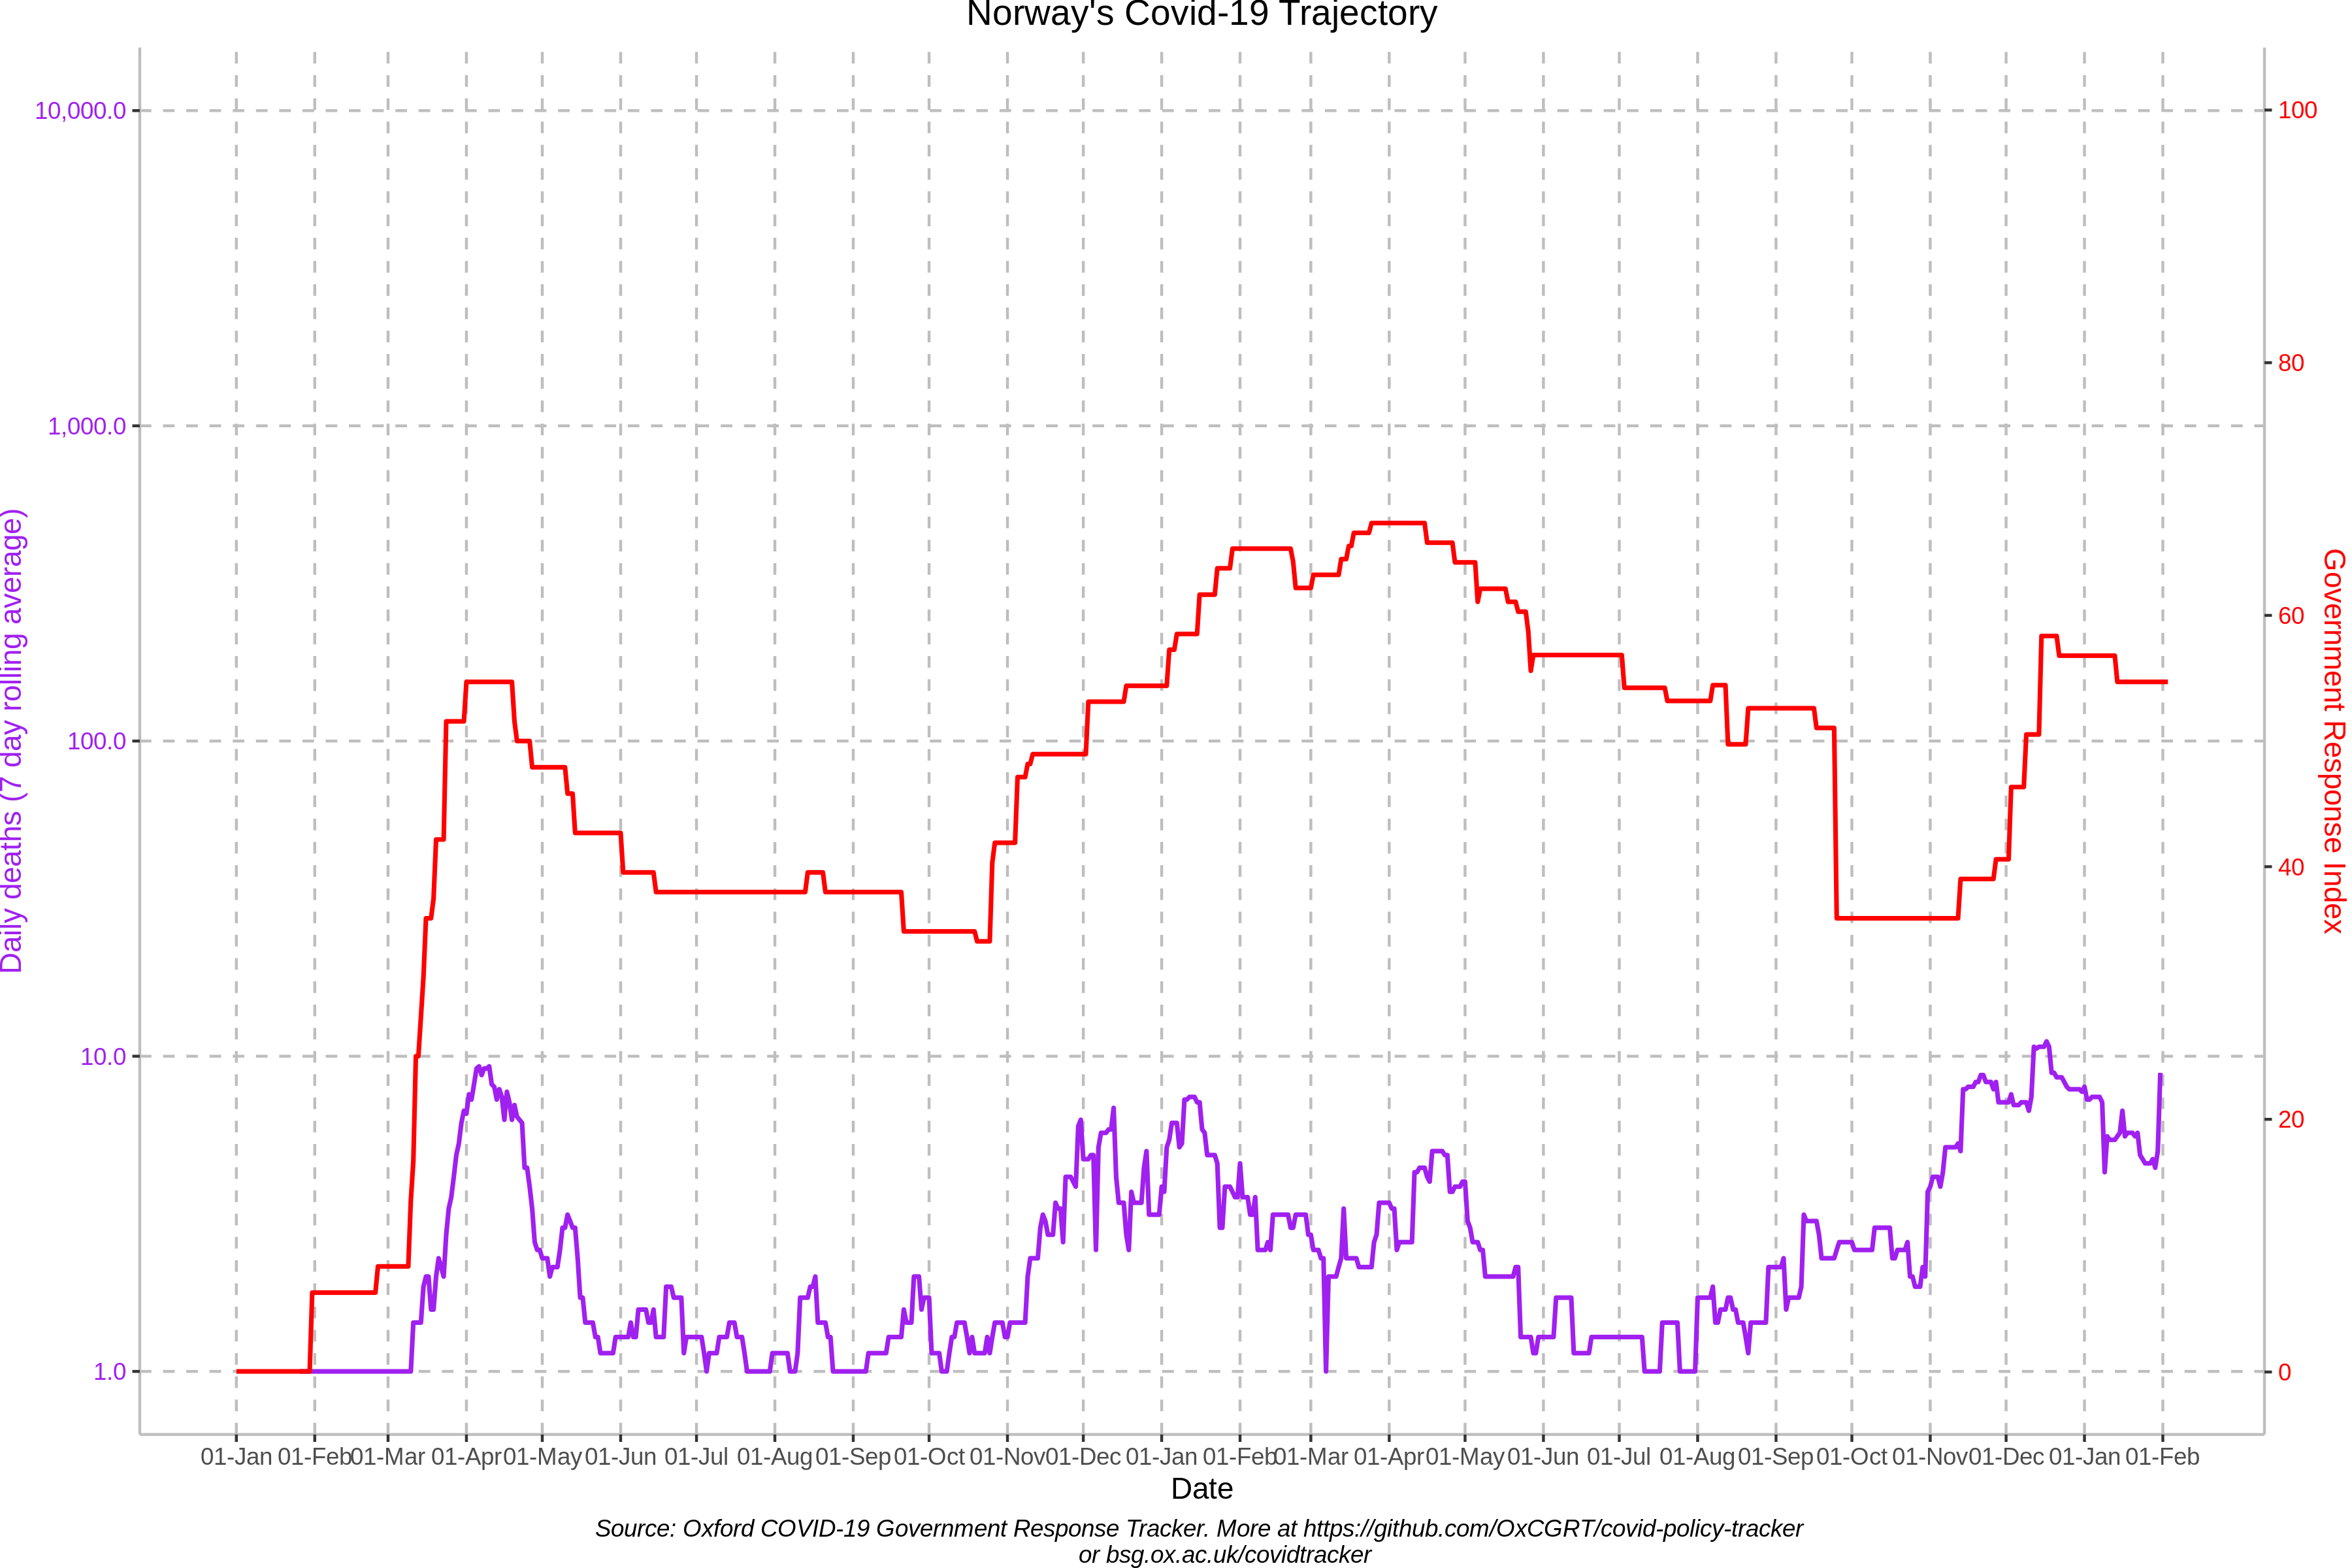 Norway's Covid-19 Trajectory
10,000.0
1,000.0
100.0
10.0
1.0
Daily deaths (7 day rolling average)
100
80
60
40
20
0
Government Response Index
01-Jan 01-Feb 01-Mar 01-Apr 01-May 01-Jun 01-Jul 01-Aug 01-Sep 01-Oct 01-Nov 01-Dec 01-Jan 01-Feb 01-Mar 01-Apr 01-May 01-Jun 01-Jul 01-Aug 01-Sep 01-Oct 01-Nov 01-Dec 01-Jan 01-Feb
Date
Source: Oxford COVID-19 Government Response Tracker. More at https://github.com/OxCGRT/covid-policy-tracker
or bsg.ox.ac.uk/covidtracker